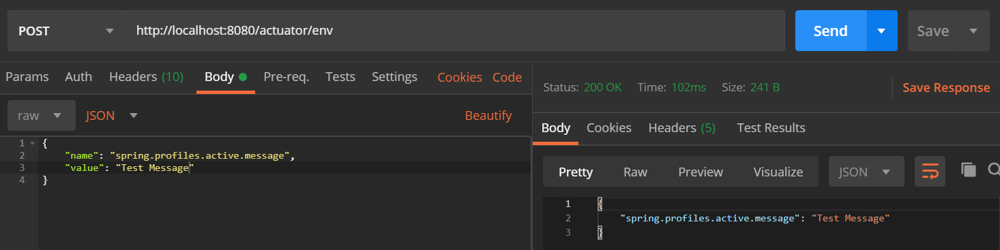 POST http://localhost:8080/actuator/env Send Save
Params Auth Headers (10) Body Pre-req. Tests Settings Cookies Code
raw JSON Beautify
1 {
2 "name": "spring.profiles.active.message",
3 "value": "Test Message"
4 }
Status: 200 OK Time: 102ms Size: 241 B Save Response
Body Cookies Headers (5) Test Results
Pretty Raw Preview Visualize JSON
1 {
2 "spring.profiles.active.message": "Test Message"
3 }